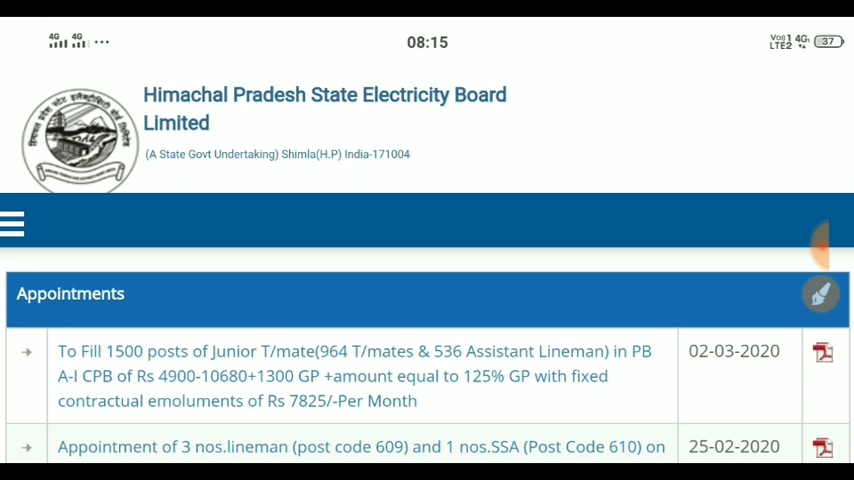 4G 4G ...
08:15
Vo)) 1 4G
LTE2
37
Himachal Pradesh State Electricity Board
Limited
(A State Govt Undertaking) Shimla(H.P) India-171004
Appointments
To Fill 1500 posts of Junior T/mate(964 T/mates & 536 Assistant Lineman) in PB
A-I CPB of Rs 4900-10680+1300 GP +amount equal to 125% GP with fixed
contractual emoluments of Rs 7825/-Per Month
02-03-2020
Appointment of 3 nos.lineman (post code 609) and 1 nos.SSA (Post Code 610) on
25-02-2020